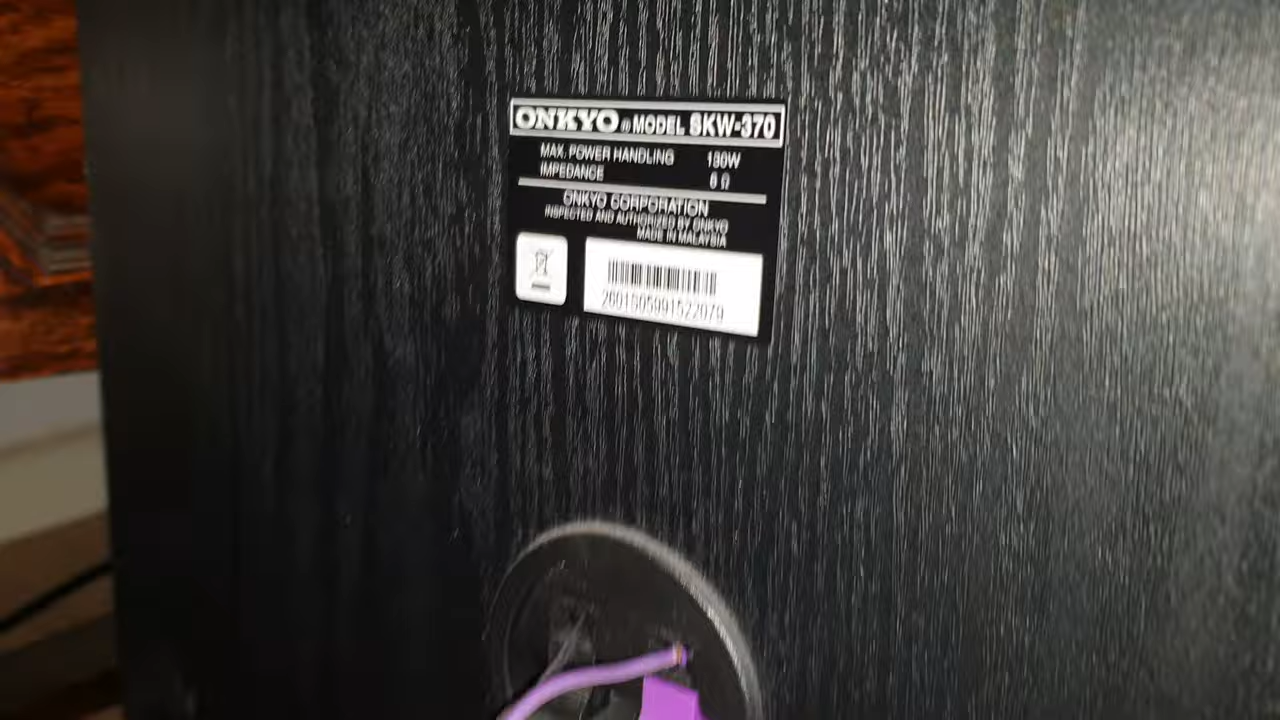 ONKYO ® MODEL SKW-370
MAX. POWER HANDLING 130W
IMPEDANCE 6 Ω
ONKYO CORPORATION
INSPECTED AND AUTHORIZED BY ONKYO
MADE IN MALAYSIA